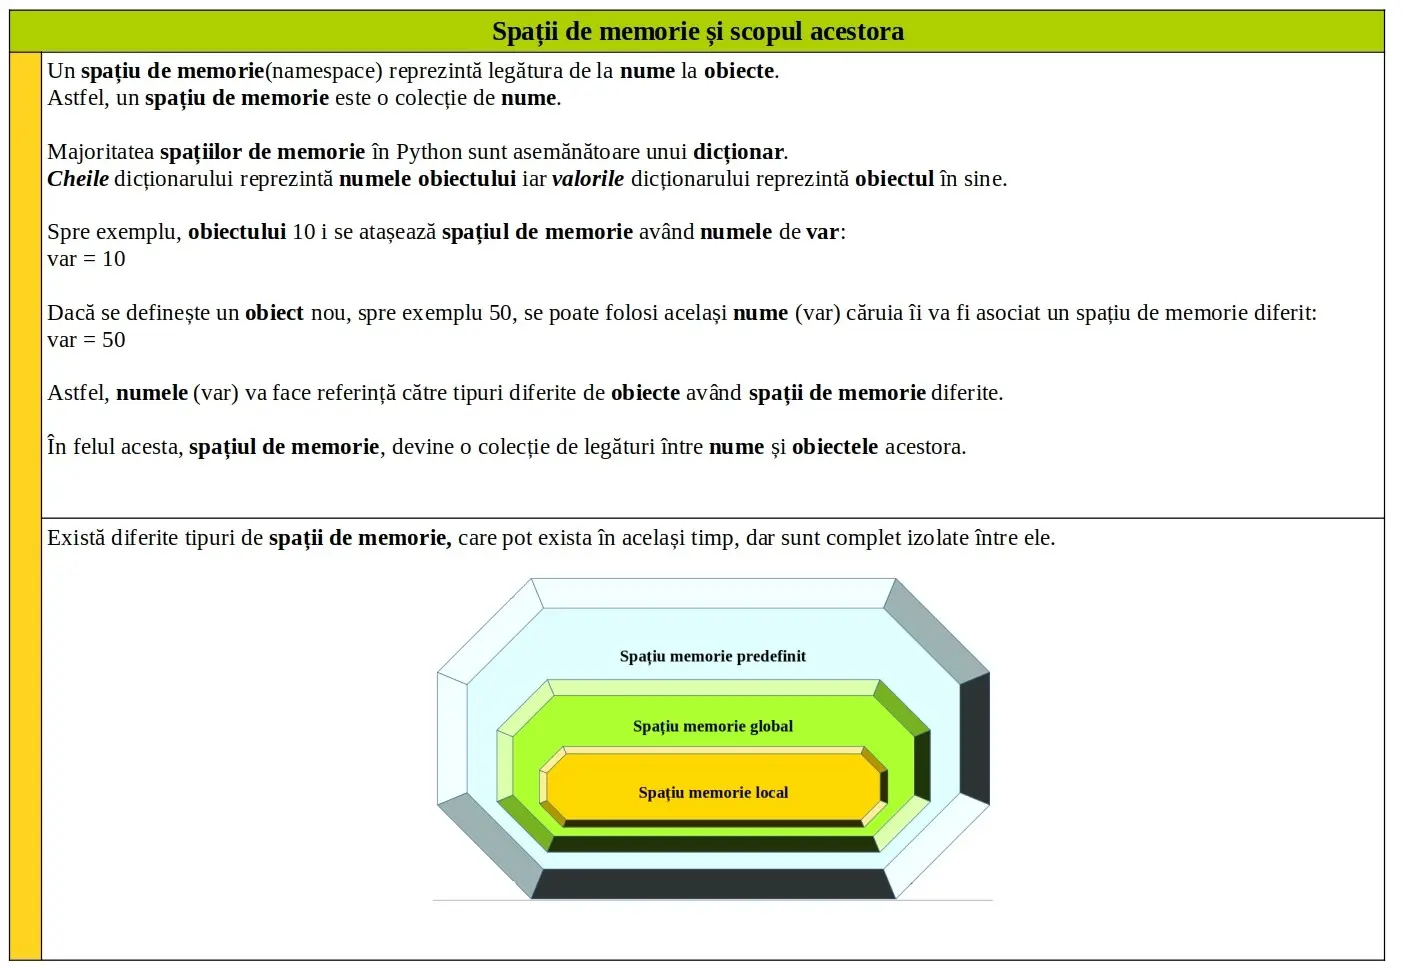 Spații de memorie și scopul acestora
Un spațiu de memorie(namespace) reprezintă legătura de la nume la obiecte.
Astfel, un spațiu de memorie este o colecție de nume.
Majoritatea spațiilor de memorie în Python sunt asemănătoare unui dicționar.
Cheile dicționarului reprezintă numele obiectului iar valorile dicționarului reprezintă obiectul în sine.
Spre exemplu, obiectului 10 i se atașează spațiul de memorie având numele de var:
var = 10
Dacă se definește un obiect nou, spre exemplu 50, se poate folosi același nume (var) căruia îi va fi asociat un spațiu de memorie diferit:
var = 50
Astfel, numele (var) va face referință către tipuri diferite de obiecte având spații de memorie diferite.
În felul acesta, spațiul de memorie, devine o colecție de legături între nume și obiectele acestora.
Există diferite tipuri de spații de memorie, care pot exista în același timp, dar sunt complet izolate între ele.
Spațiu memorie predefinit
Spațiu memorie global
Spațiu memorie local